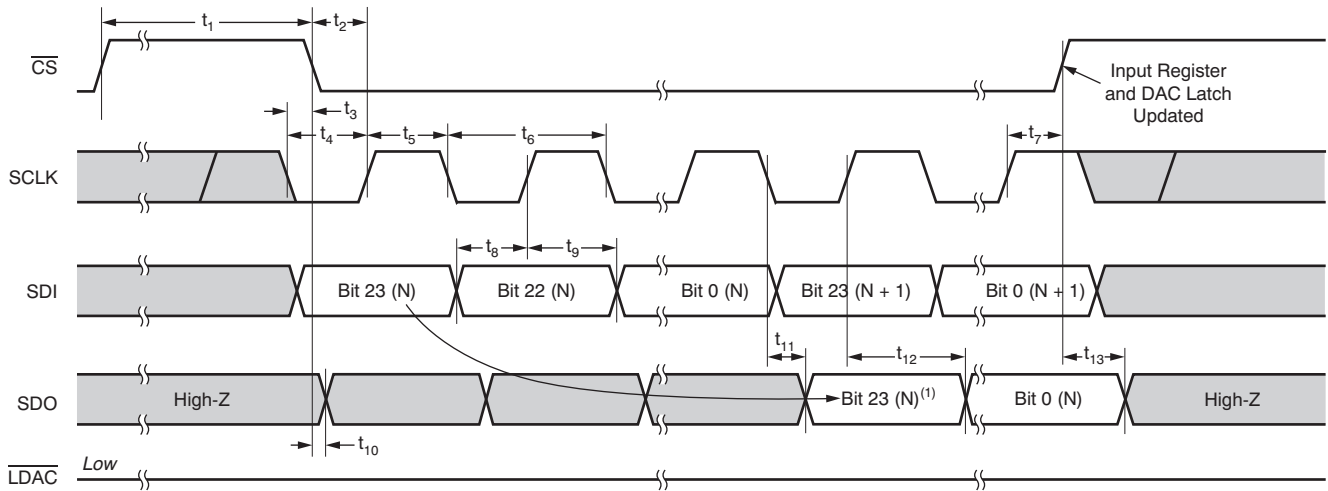 t1 t2
CS
Input Register
and DAC Latch
Updated
t3
t4 t5 t6 t7
SCLK
t8 t9
SDI Bit 23 (N) Bit 22 (N) Bit 0 (N) Bit 23 (N + 1) Bit 0 (N + 1)
t11 t12 t13
SDO High-Z Bit 23 (N)(1) Bit 0 (N) High-Z
t10
LDAC Low